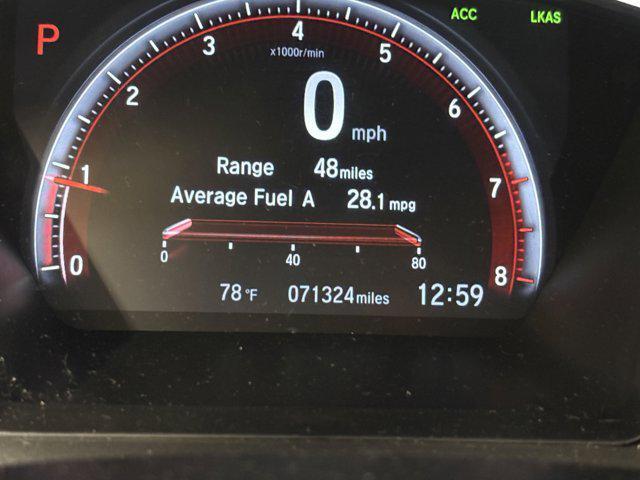 P
ACC
LKAS
0
1
2
3
4
5
6
7
8
x1000r/min
0 mph
Range 48miles
Average Fuel A 28.1 mpg
0 40 80
78°F 071324miles 12:59